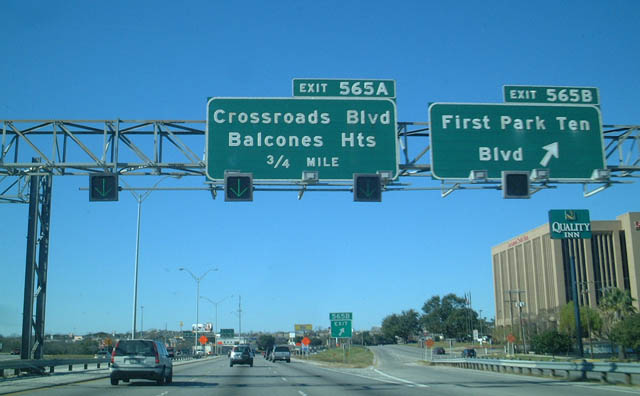 EXIT 565A
Crossroads Blvd
Balcones Hts
3/4 MILE
EXIT 565B
First Park Ten
Blvd
QUALITY
INN
565B
EXIT